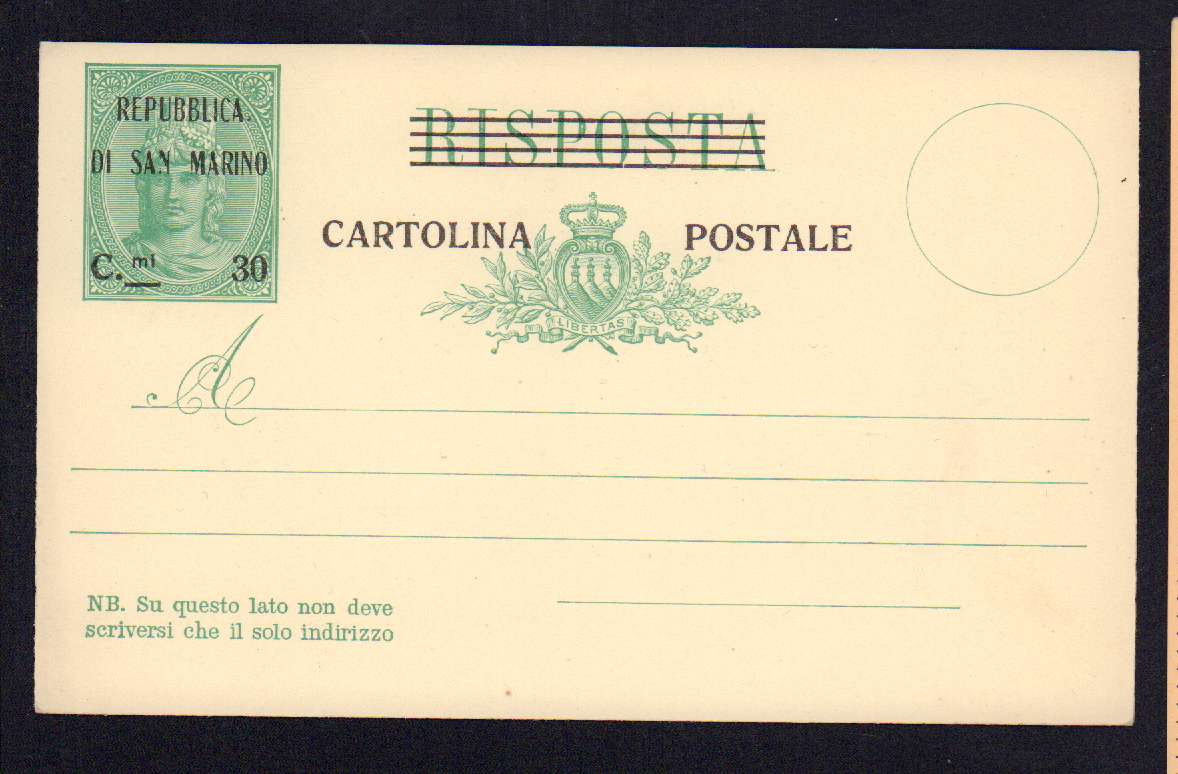 REPUBBLICA.
DI SAN MARINO
C.mi 30
RISPOSTA
CARTOLINA POSTALE
LIBERTAS
A
NB. Su questo lato non deve
scriversi che il solo indirizzo